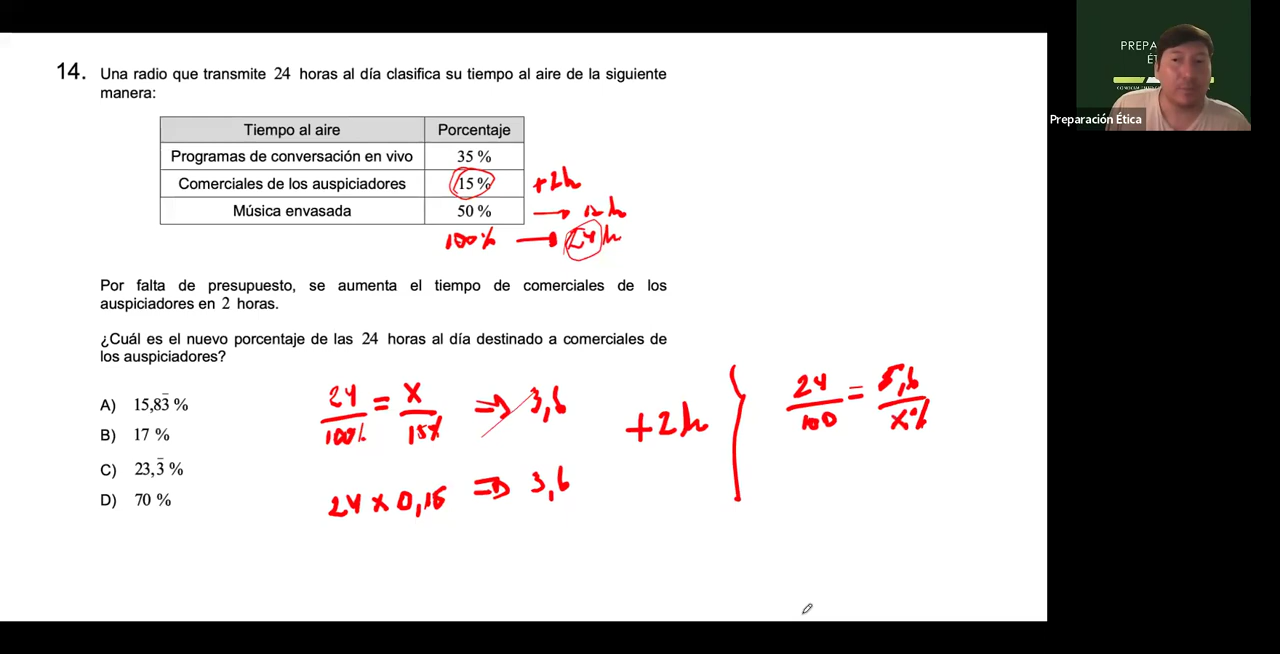 14. Una radio que transmite 24 horas al día clasifica su tiempo al aire de la siguiente
manera:
Tiempo al aire Porcentaje
Programas de conversación en vivo 35 %
Comerciales de los auspiciadores 15 % +2h
Música envasada 50 % → 12 h
100% → 24 h
Por falta de presupuesto, se aumenta el tiempo de comerciales de los
auspiciadores en 2 horas.
¿Cuál es el nuevo porcentaje de las 24 horas al día destinado a comerciales de
los auspiciadores?
A) 15,83̅ %
B) 17 %
C) 23,3̅ %
D) 70 %
24/100% = x/15% ⇒ 3,6
24 x 0,15 ⇒ 3,6
+2h
24/100 = 5,6/x%
PREPA
ÉT
Preparación Ética